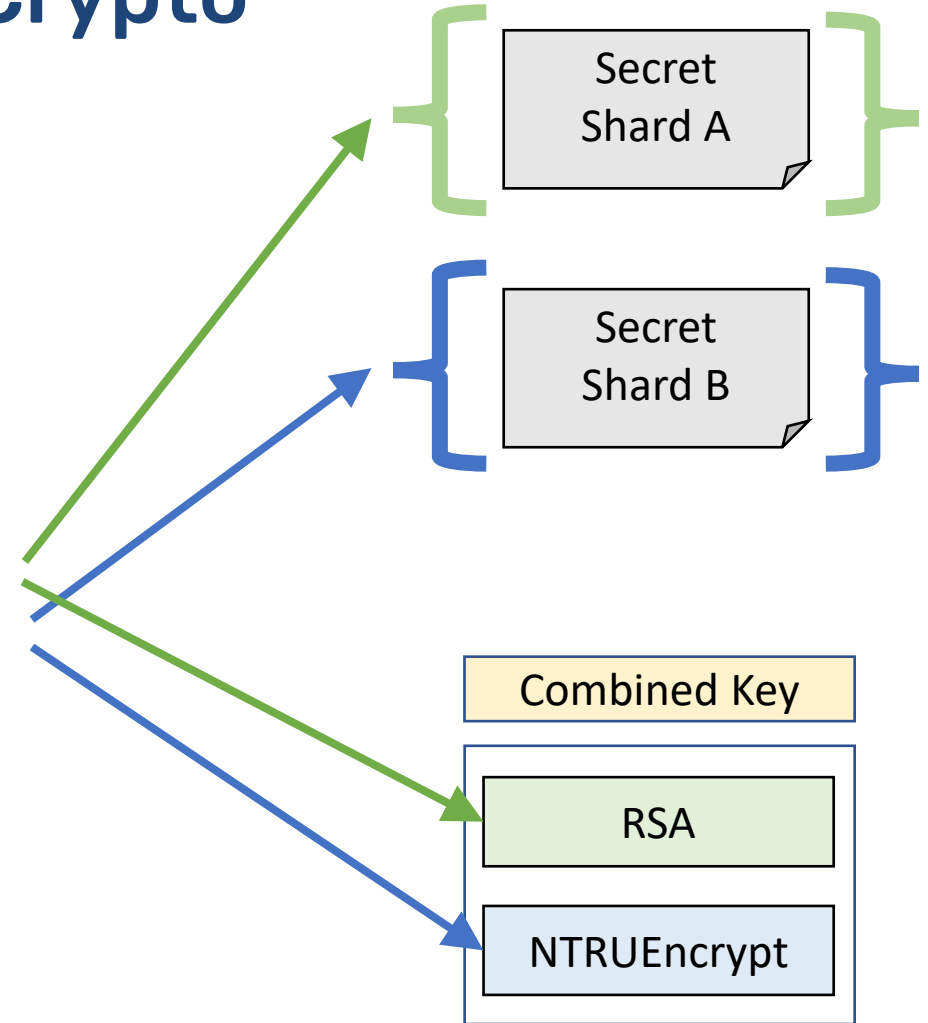 Crypto
Secret
Shard A
Secret
Shard B
Combined Key
RSA
NTRUEncrypt